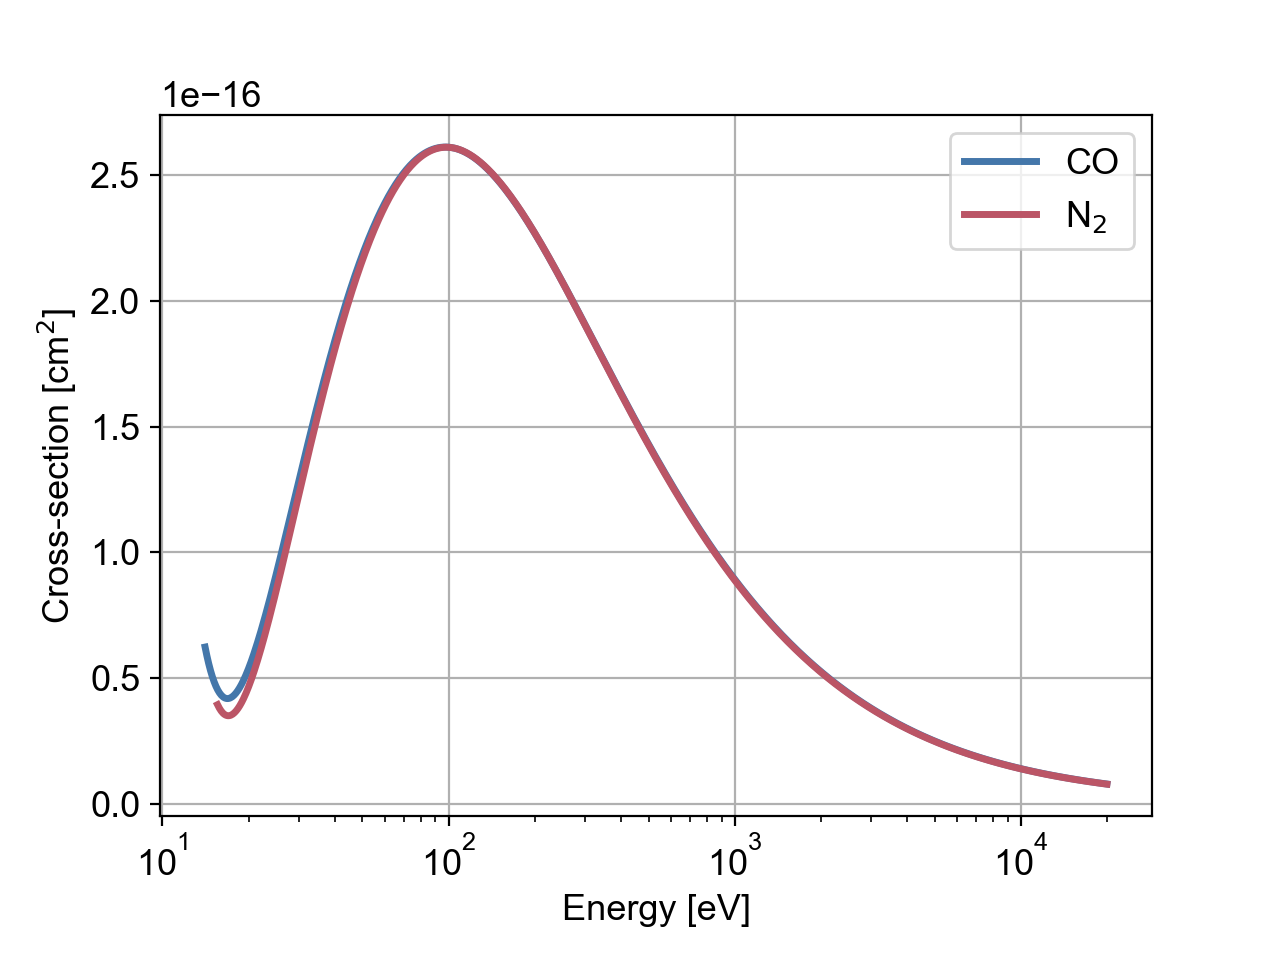 1e−16
2.5
2.0
1.5
1.0
0.5
0.0
Cross-section [cm²]
10¹ 10² 10³ 10⁴
Energy [eV]
CO
N₂